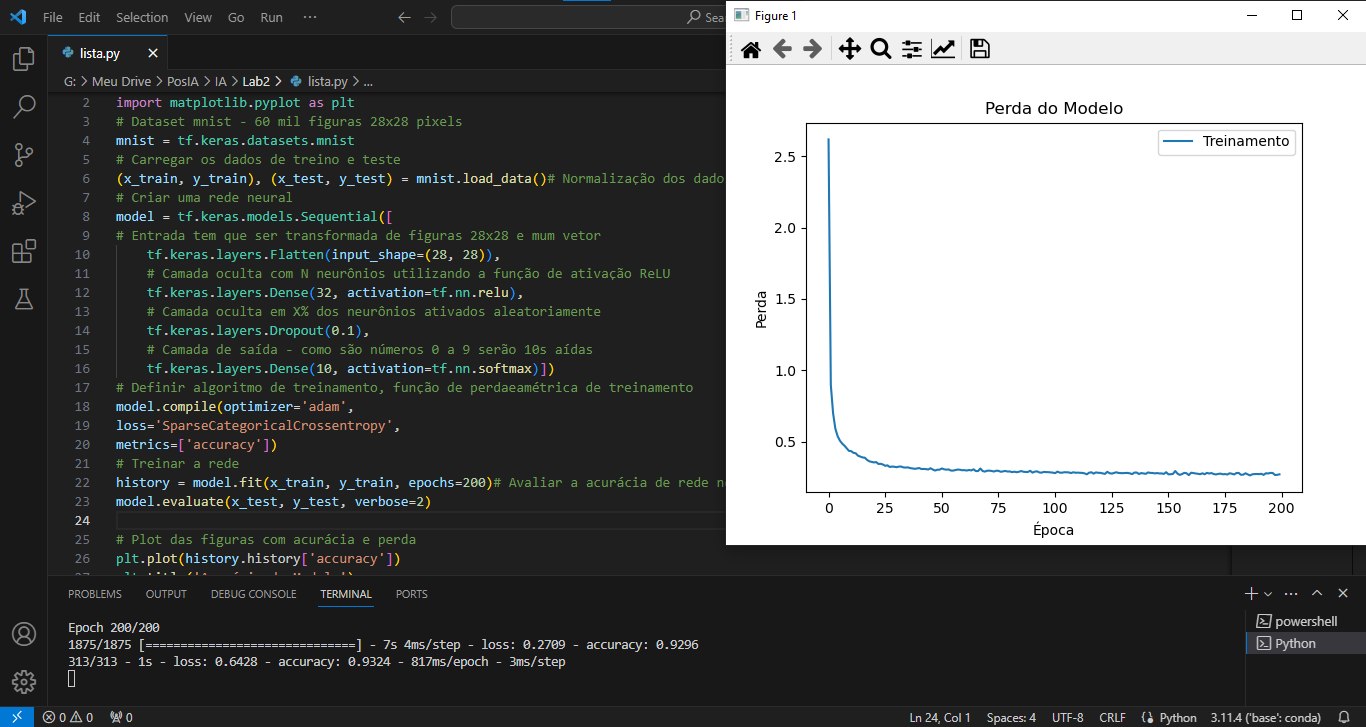 File Edit Selection View Go Run ··· Sea
lista.py
G: > Meu Drive > PosIA > IA > Lab2 > lista.py > ...
2 import matplotlib.pyplot as plt
3 # Dataset mnist - 60 mil figuras 28x28 pixels
4 mnist = tf.keras.datasets.mnist
5 # Carregar os dados de treino e teste
6 (x_train, y_train), (x_test, y_test) = mnist.load_data()# Normalização dos dado
7 # Criar uma rede neural
8 model = tf.keras.models.Sequential([
9 # Entrada tem que ser transformada de figuras 28x28 e mum vetor
10 tf.keras.layers.Flatten(input_shape=(28, 28)),
11 # Camada oculta com N neurônios utilizando a função de ativação ReLU
12 tf.keras.layers.Dense(32, activation=tf.nn.relu),
13 # Camada oculta em X% dos neurônios ativados aleatoriamente
14 tf.keras.layers.Dropout(0.1),
15 # Camada de saída - como são números 0 a 9 serão 10s aídas
16 tf.keras.layers.Dense(10, activation=tf.nn.softmax)])
17 # Definir algoritmo de treinamento, função de perdaeamétrica de treinamento
18 model.compile(optimizer='adam',
19 loss='SparseCategoricalCrossentropy',
20 metrics=['accuracy'])
21 # Treinar a rede
22 history = model.fit(x_train, y_train, epochs=200)# Avaliar a acurácia de rede n
23 model.evaluate(x_test, y_test, verbose=2)
24
25 # Plot das figuras com acurácia e perda
26 plt.plot(history.history['accuracy'])
Figure 1
Perda do Modelo
Treinamento
Perda
2.5
2.0
1.5
1.0
0.5
0 25 50 75 100 125 150 175 200
Época
PROBLEMS OUTPUT DEBUG CONSOLE TERMINAL PORTS
Epoch 200/200
1875/1875 [==============================] - 7s 4ms/step - loss: 0.2709 - accuracy: 0.9296
313/313 - 1s - loss: 0.6428 - accuracy: 0.9324 - 817ms/epoch - 3ms/step
powershell
Python
0 0 0 Ln 24, Col 1 Spaces: 4 UTF-8 CRLF Python 3.11.4 ('base': conda)